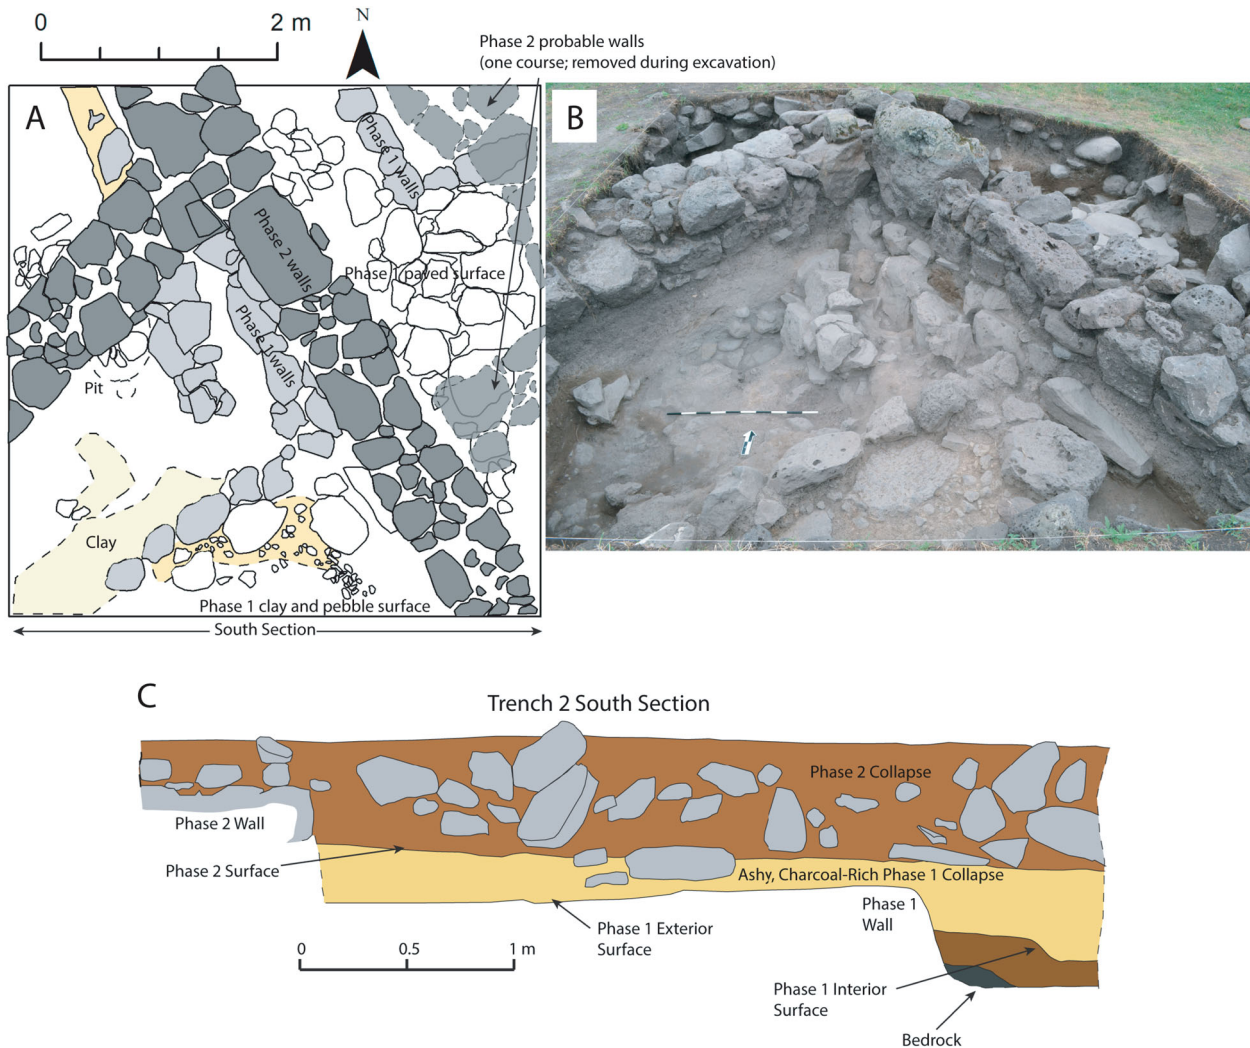 0
2 m
N
Phase 2 probable walls
(one course; removed during excavation)
A
B
Phase 1 walls
Phase 2 walls
Phase 1 paved surface
Phase 1 walls
Pit
Clay
Phase 1 clay and pebble surface
South Section
C
Trench 2 South Section
Phase 2 Collapse
Phase 2 Wall
Phase 2 Surface
Ashy, Charcoal-Rich Phase 1 Collapse
Phase 1
Wall
Phase 1 Exterior
Surface
0
0.5
1 m
Phase 1 Interior
Surface
Bedrock